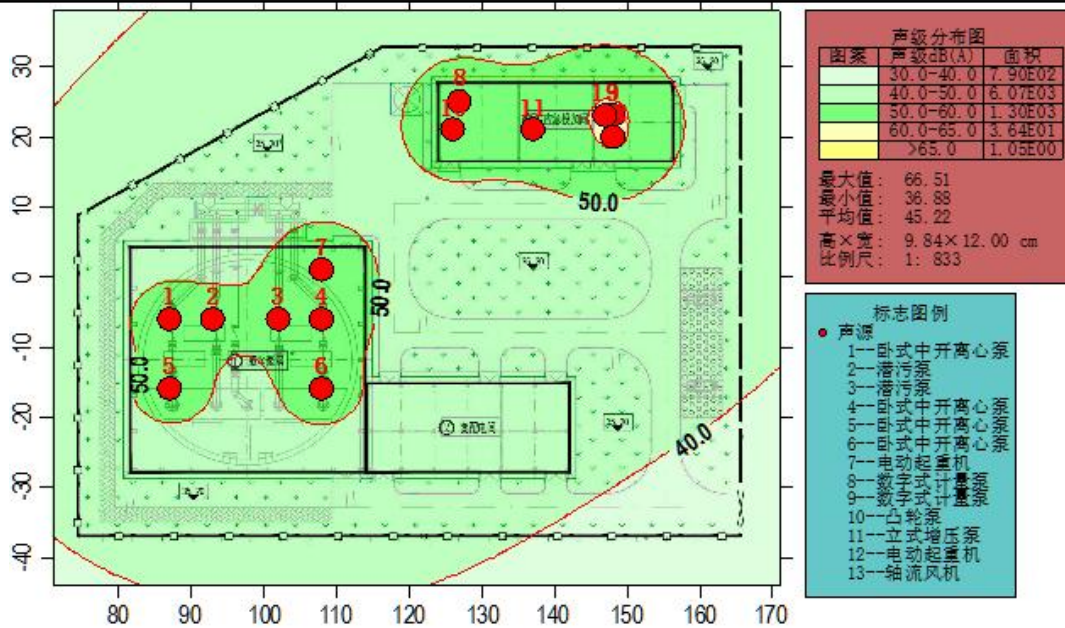 声级分布图
图案 声级dB(A) 面积
30.0-40.0 7.90E02
40.0-50.0 6.07E03
50.0-60.0 1.30E03
60.0-65.0 3.64E01
>65.0 1.05E00
最大值: 66.51
最小值: 36.88
平均值: 45.22
高×宽: 9.84×12.00 cm
比例尺: 1: 833
标志图例
声源
1--卧式中开离心泵
2--潜污泵
3--潜污泵
4--卧式中开离心泵
5--卧式中开离心泵
6--卧式中开离心泵
7--电动起重机
8--数字式计量泵
9--数字式计量泵
10--凸轮泵
11--立式增压泵
12--电动起重机
13--轴流风机
30
20
10
0
-10
-20
-30
-40
80 90 100 110 120 130 140 150 160 170
8
11
19
50.0
7
1 2 3 4
50.0
50.0
5 6
40.0